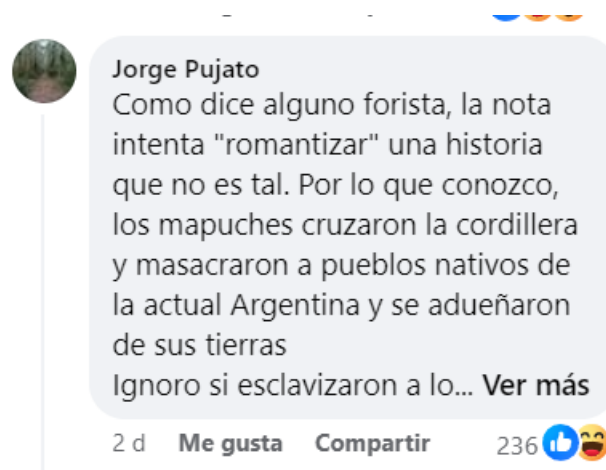 Jorge Pujato
Como dice alguno forista, la nota
intenta "romantizar" una historia
que no es tal. Por lo que conozco,
los mapuches cruzaron la cordillera
y masacraron a pueblos nativos de
la actual Argentina y se adueñaron
de sus tierras
Ignoro si esclavizaron a lo... Ver más
2 d Me gusta Compartir 236